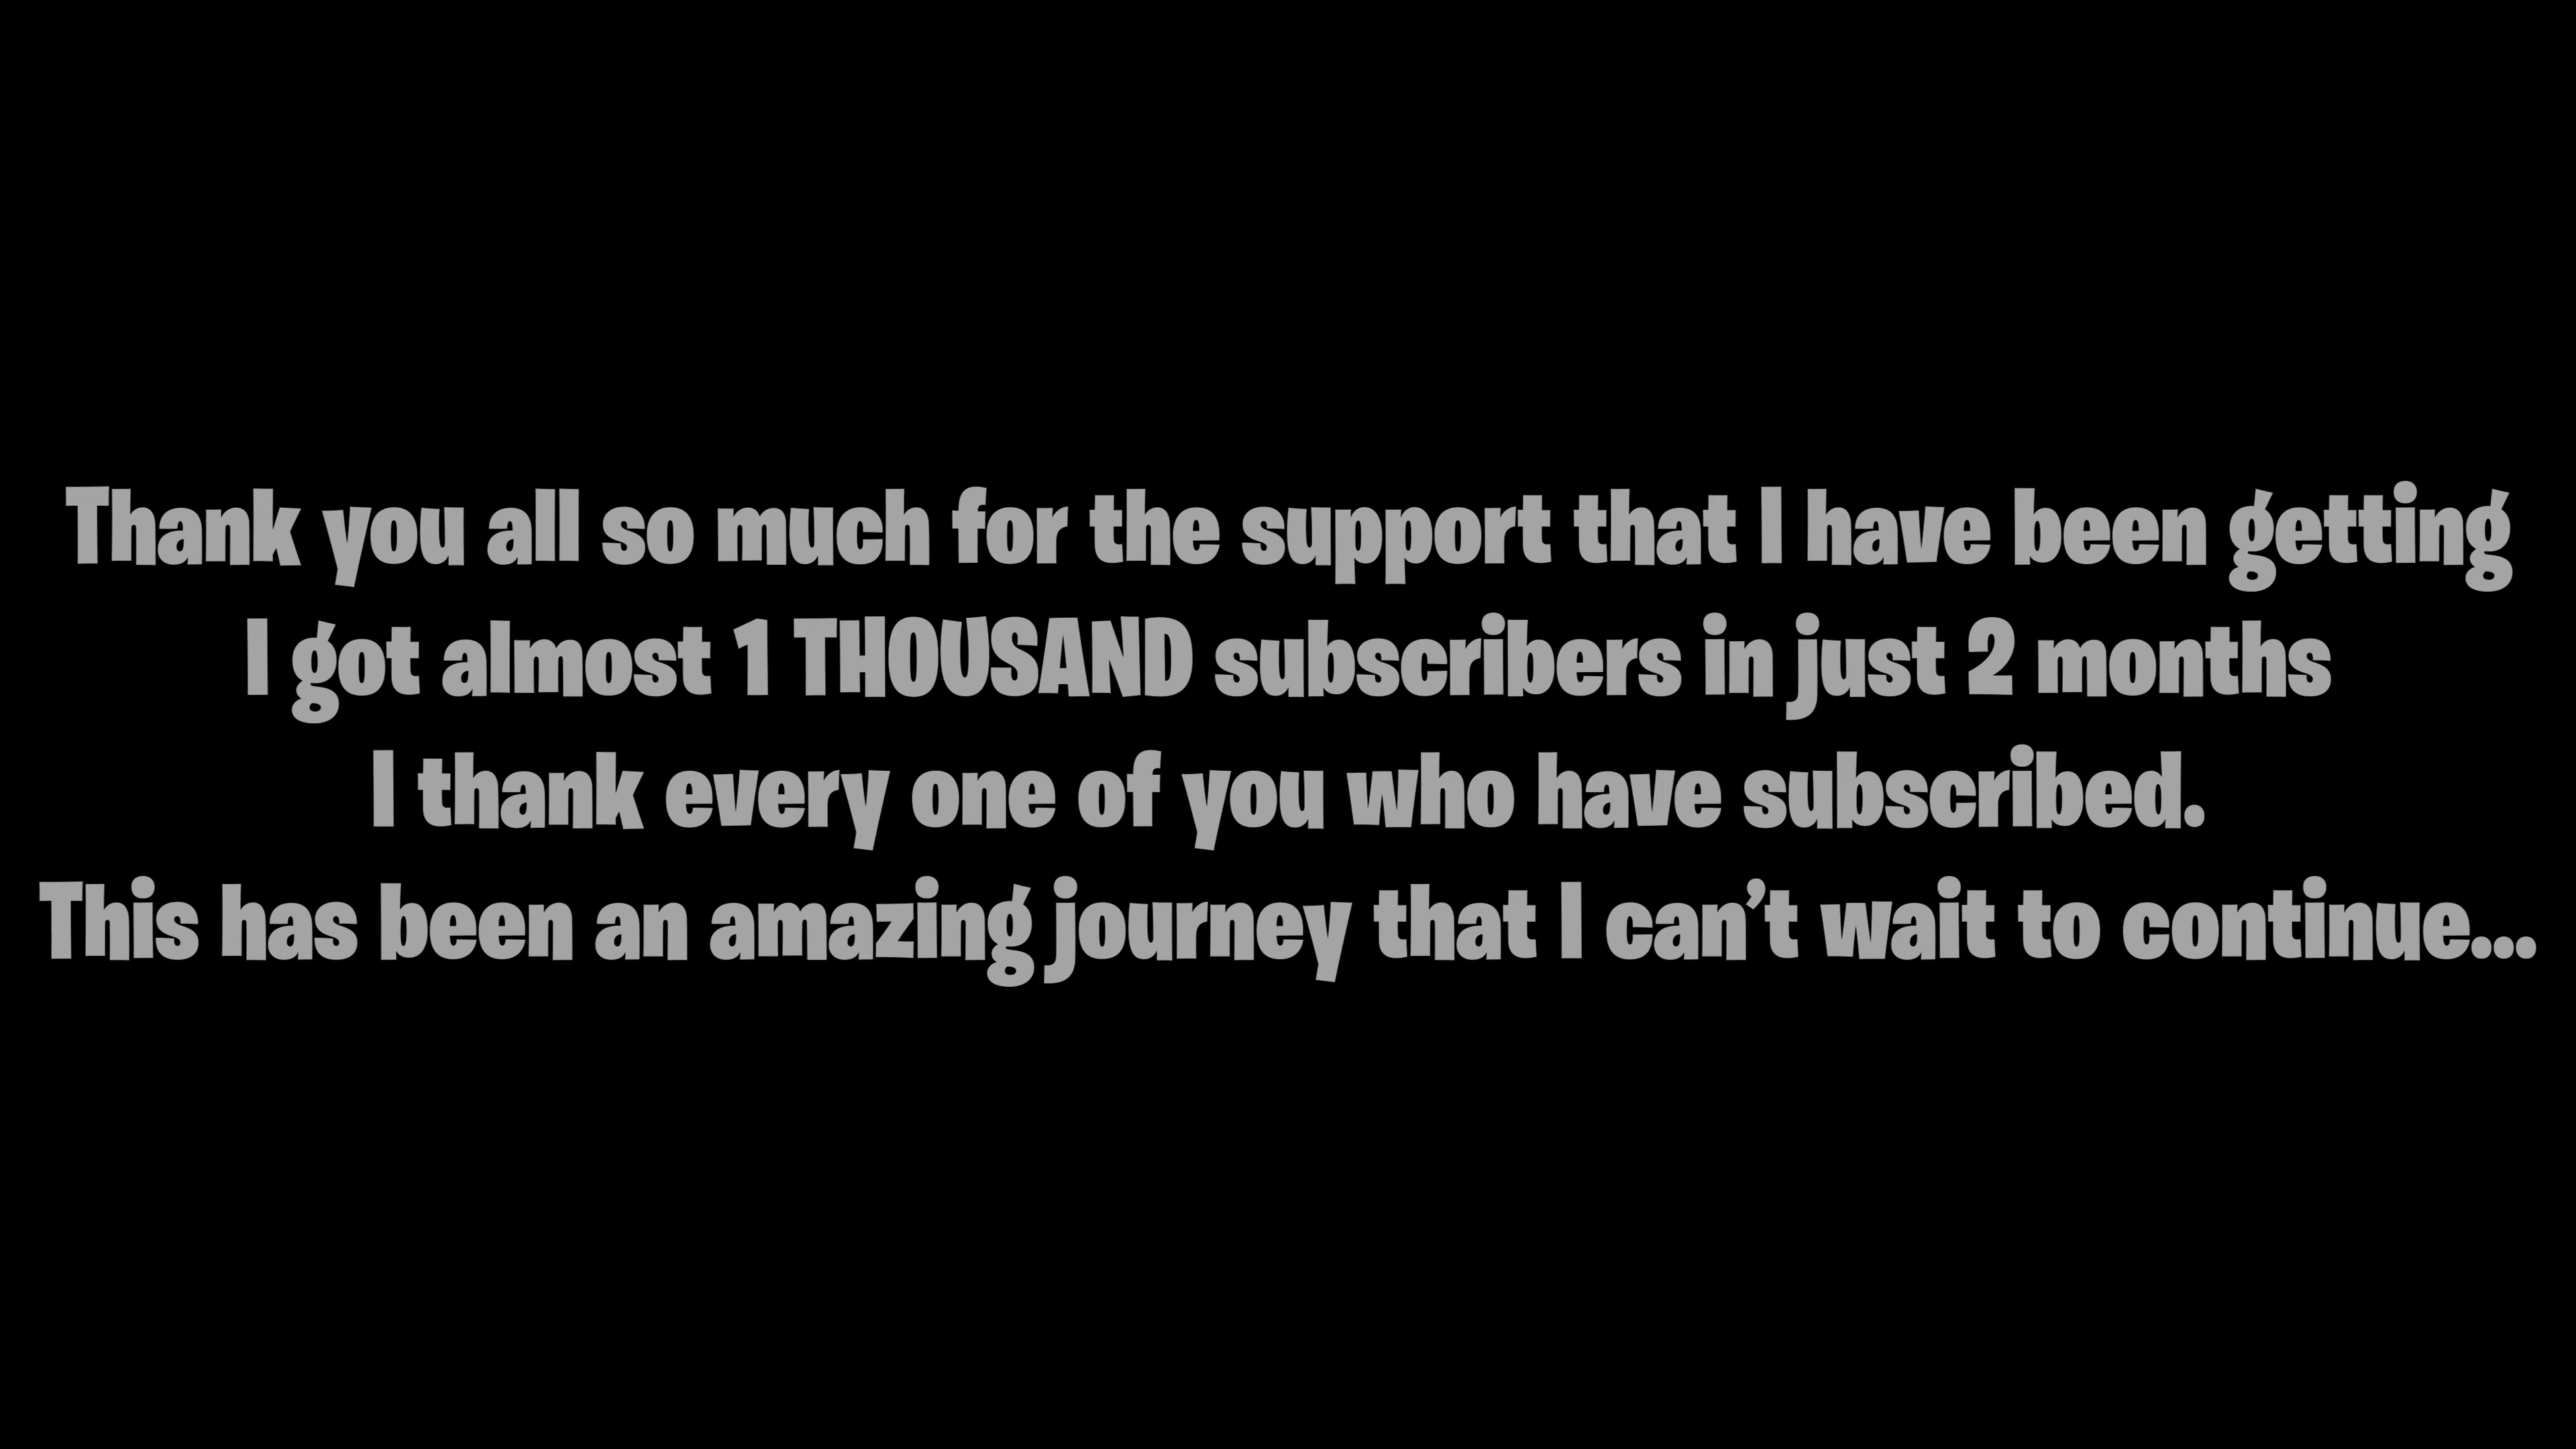 Thank you all so much for the support that I have been getting
I got almost 1 THOUSAND subscribers in just 2 months
I thank every one of you who have subscribed.
This has been an amazing journey that I can’t wait to continue...